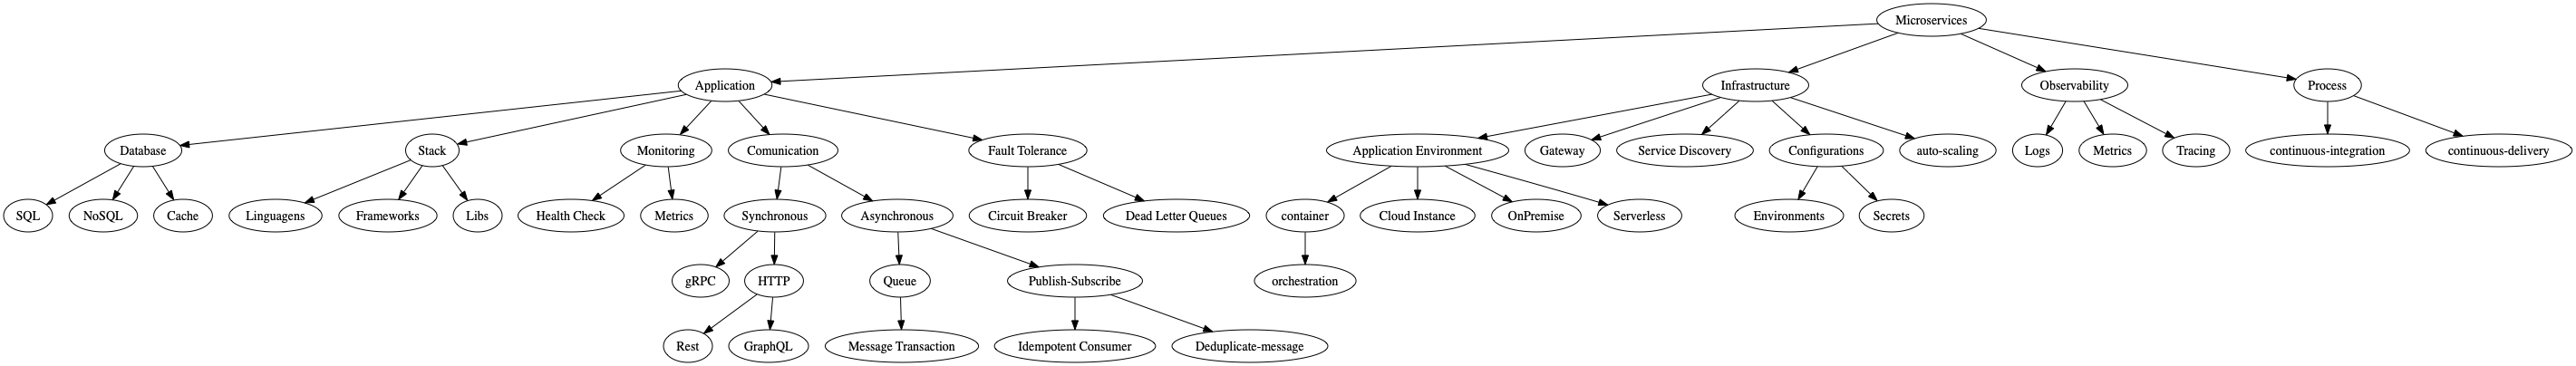 Microservices
Application
Infrastructure
Observability
Process
Database
Stack
Monitoring
Comunication
Fault Tolerance
Application Environment
Gateway
Service Discovery
Configurations
auto-scaling
Logs
Metrics
Tracing
continuous-integration
continuous-delivery
SQL
NoSQL
Cache
Linguagens
Frameworks
Libs
Health Check
Metrics
Synchronous
Asynchronous
Circuit Breaker
Dead Letter Queues
container
Cloud Instance
OnPremise
Serverless
Environments
Secrets
gRPC
HTTP
Queue
Publish-Subscribe
orchestration
Rest
GraphQL
Message Transaction
Idempotent Consumer
Deduplicate-message